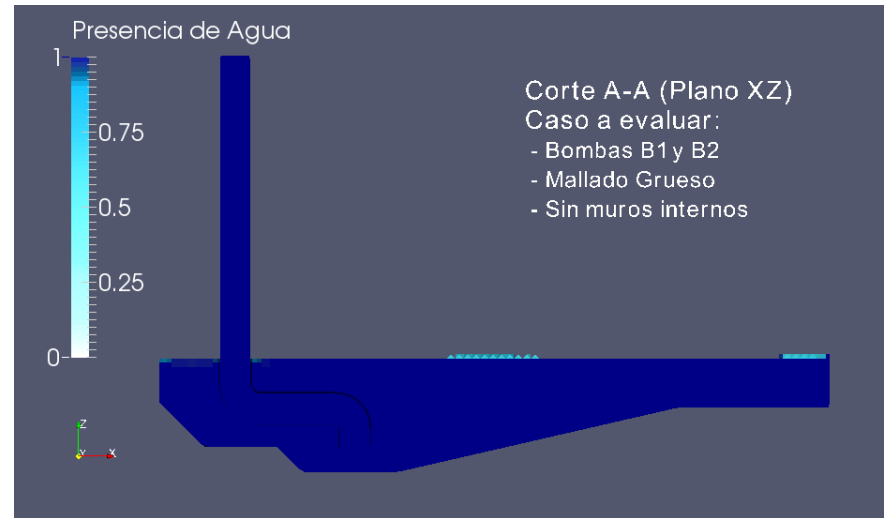 Presencia de Agua
1
0.75
0.5
0.25
0
Corte A-A (Plano XZ)
Caso a evaluar:
- Bombas B1 y B2
- Mallado Grueso
- Sin muros internos
Z
Y
X